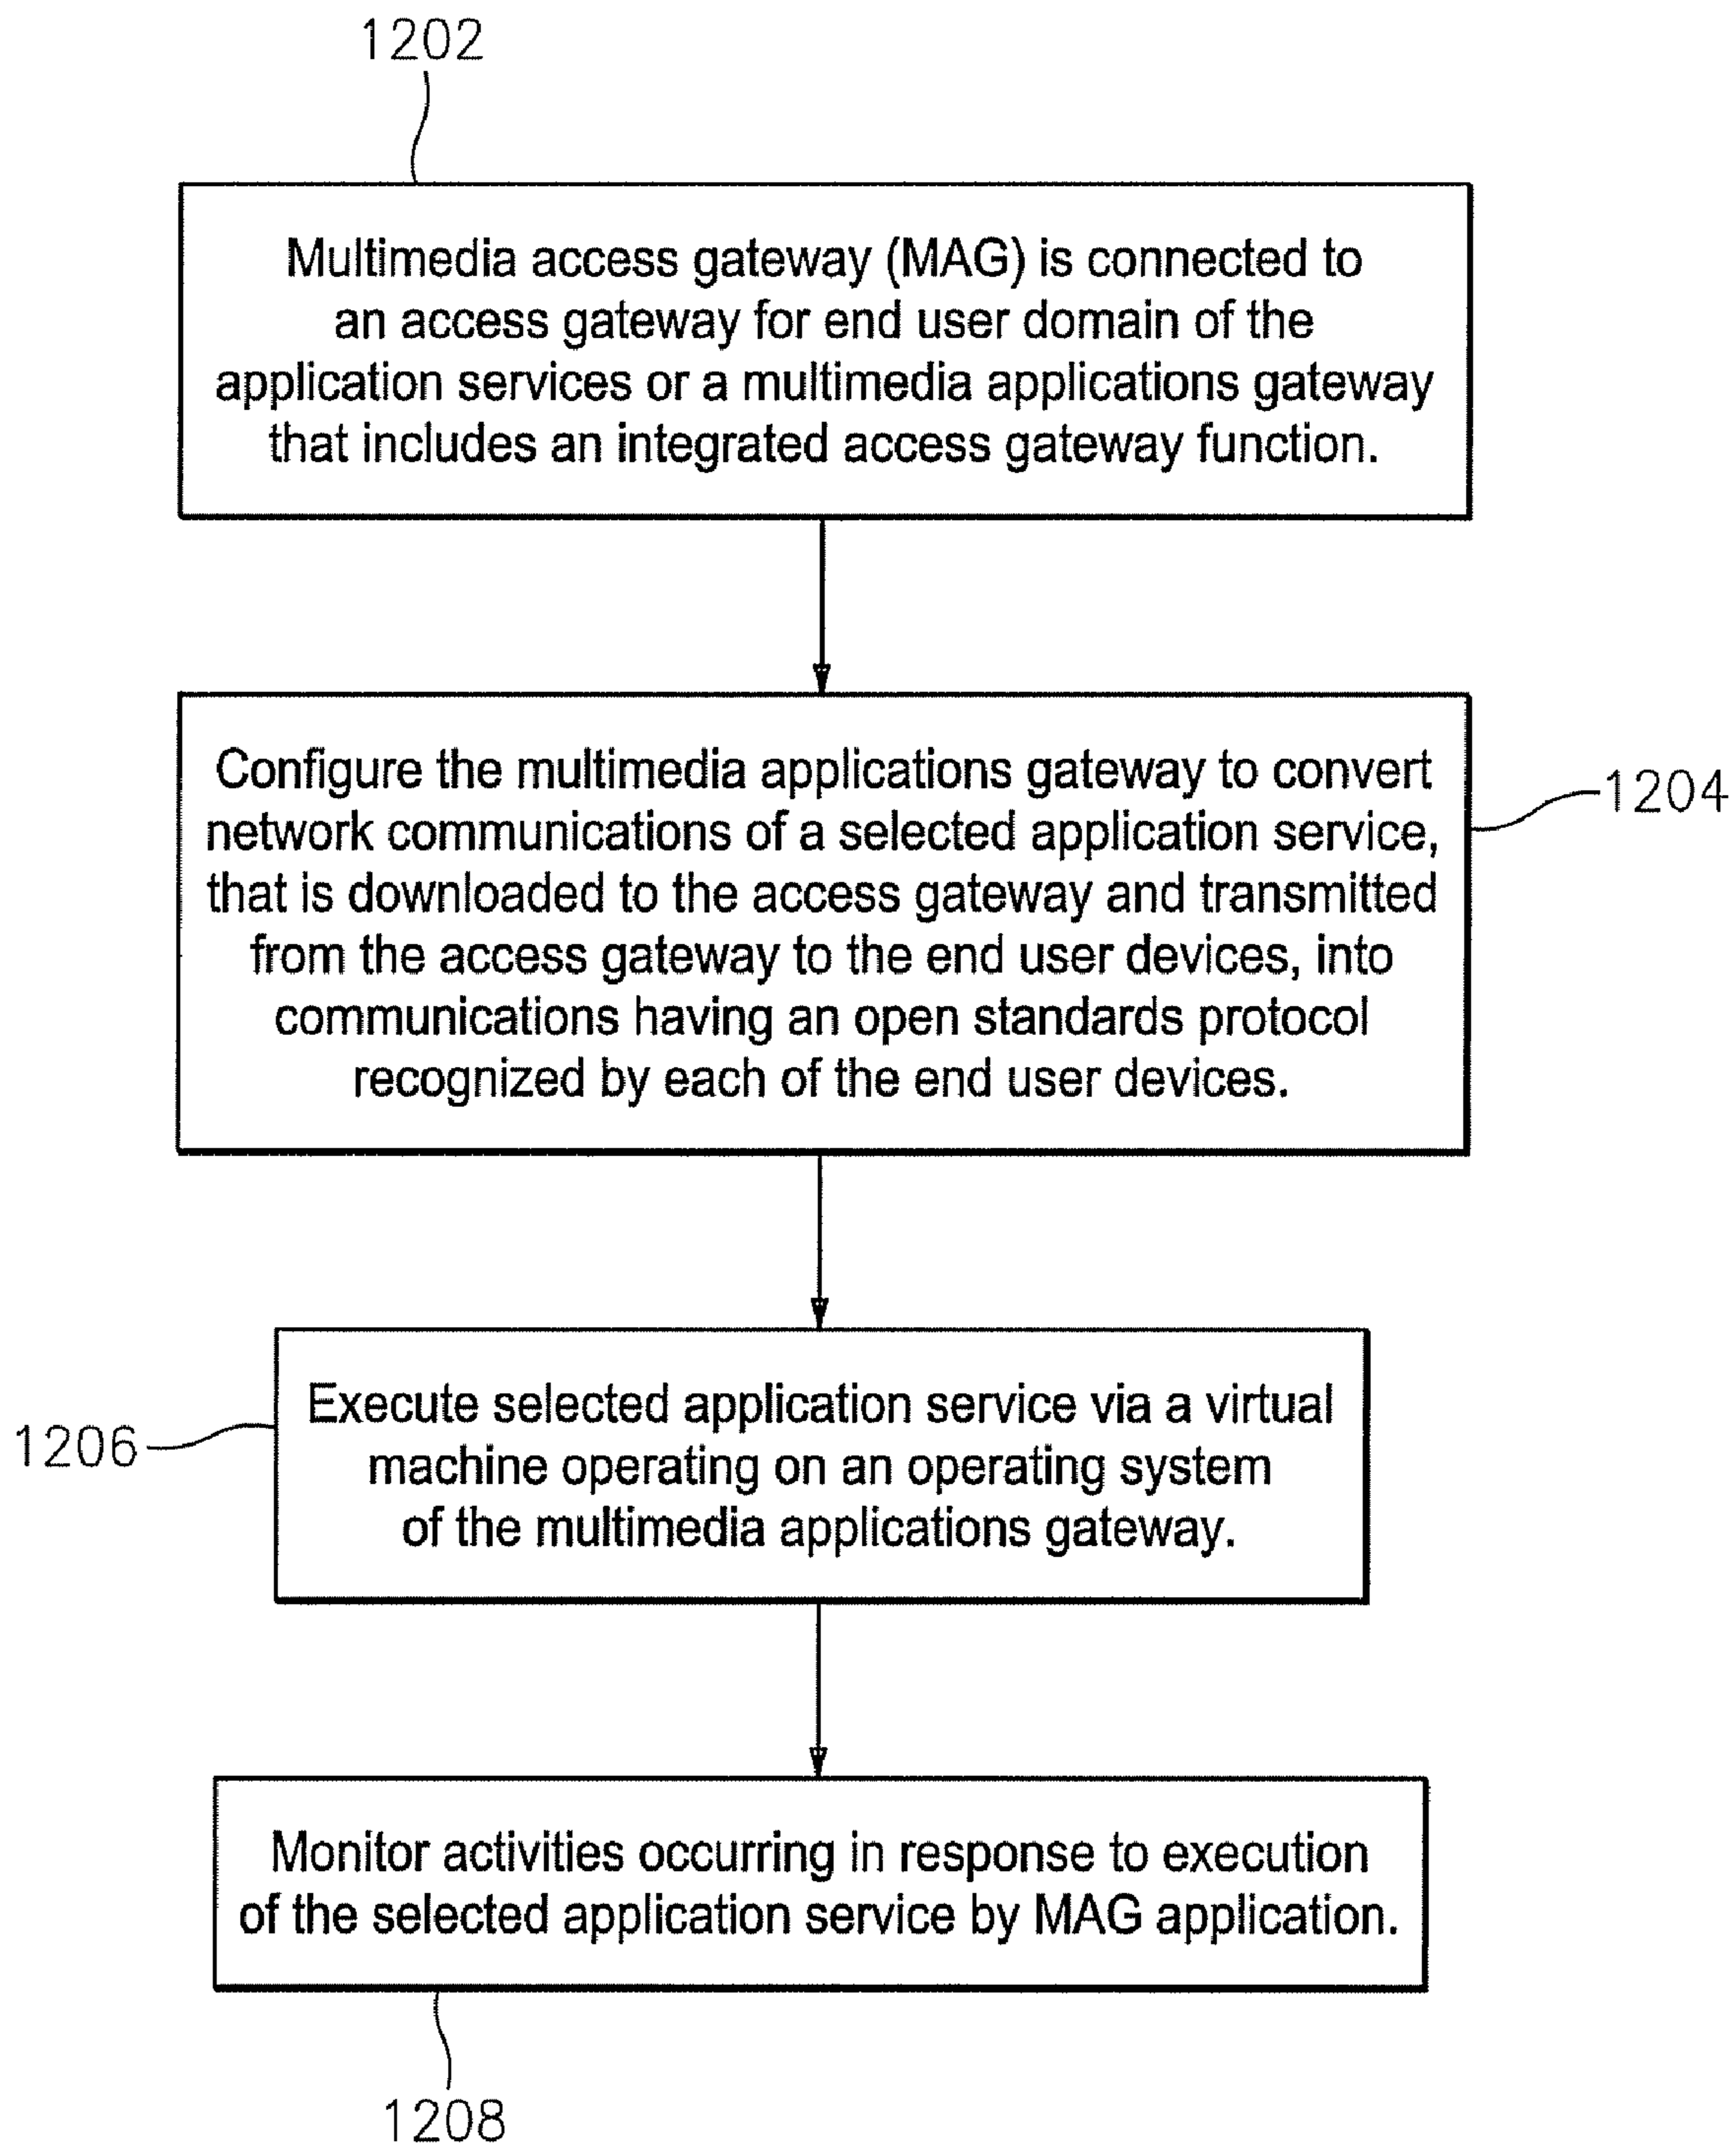 1202
Multimedia access gateway (MAG) is connected to
an access gateway for end user domain of the
application services or a multimedia applications gateway
that includes an integrated access gateway function.
Configure the multimedia applications gateway to convert
network communications of a selected application service,
that is downloaded to the access gateway and transmitted
from the access gateway to the end user devices, into
communications having an open standards protocol
recognized by each of the end user devices.
1204
Execute selected application service via a virtual
machine operating on an operating system
of the multimedia applications gateway.
1206
Monitor activities occurring in response to execution
of the selected application service by MAG application.
1208